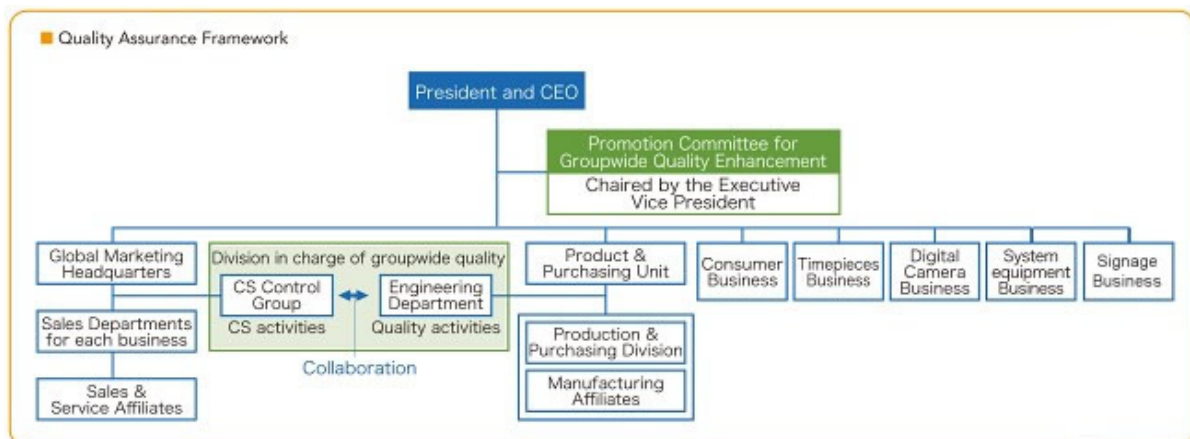 Quality Assurance Framework
President and CEO
Promotion Committee for
Groupwide Quality Enhancement
Chaired by the Executive
Vice President
Global Marketing
Headquarters
Division in charge of groupwide quality
CS Control
Group
CS activities
Engineering
Department
Quality activities
Collaboration
Product &
Purchasing Unit
Consumer
Business
Timepieces
Business
Digital
Camera
Business
System
equipment
Business
Signage
Business
Sales Departments
for each business
Sales &
Service Affiliates
Production &
Purchasing Division
Manufacturing
Affiliates